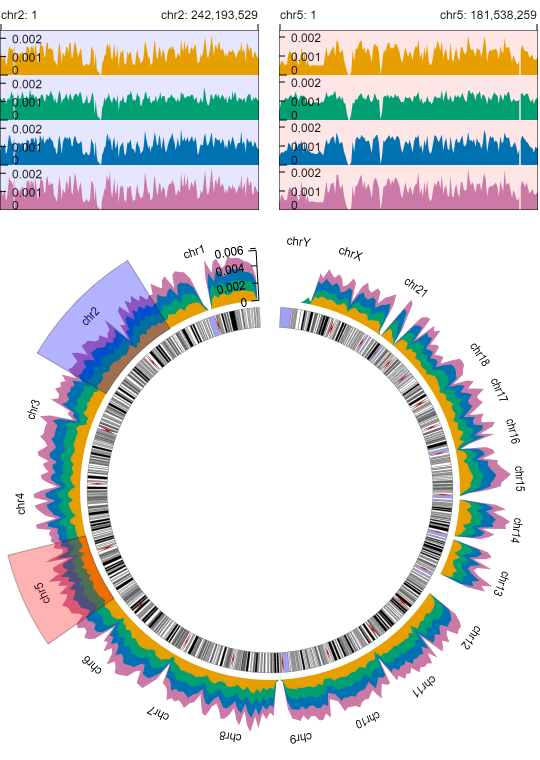 chr2: 1 chr2: 242,193,529 chr5: 1 chr5: 181,538,259
0.002 0.002
0.001 0.001
0 0
0.002 0.002
0.001 0.001
0 0
0.002 0.002
0.001 0.001
0 0
0.002 0.002
0.001 0.001
0 0
chr1
0.006
0.004
0.002
0
chrY
chrX
chr21
chr18
chr17
chr16
chr15
chr14
chr13
chr12
chr11
chr10
chr9
chr8
chr7
chr6
chr5
chr4
chr3
chr2